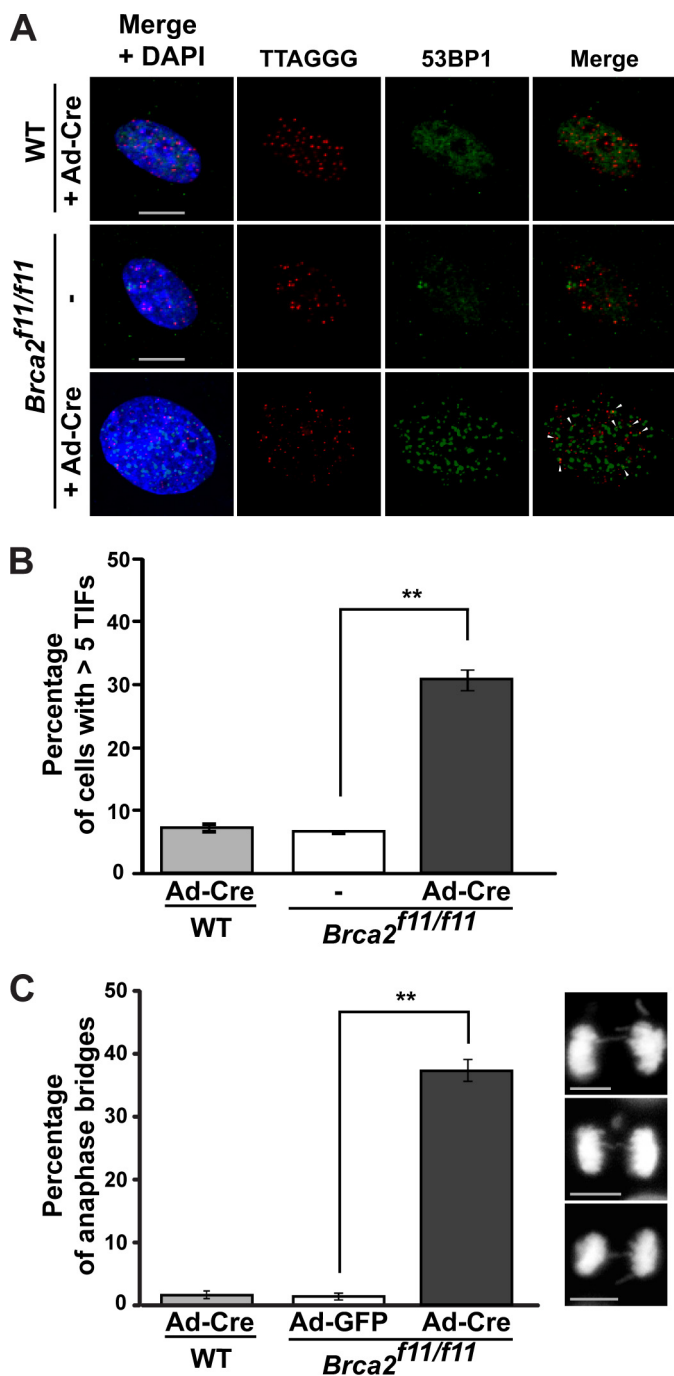 A
Merge
+ DAPI
TTAGGG
53BP1
Merge
WT
+ Ad-Cre
Brca2f11/f11
-
+ Ad-Cre
B
Percentage
of cells with > 5 TIFs
50
40
30
20
10
0
**
Ad-Cre
-
Ad-Cre
WT
Brca2f11/f11
C
Percentage
of anaphase bridges
50
40
30
20
10
0
**
Ad-Cre
Ad-GFP
Ad-Cre
WT
Brca2f11/f11